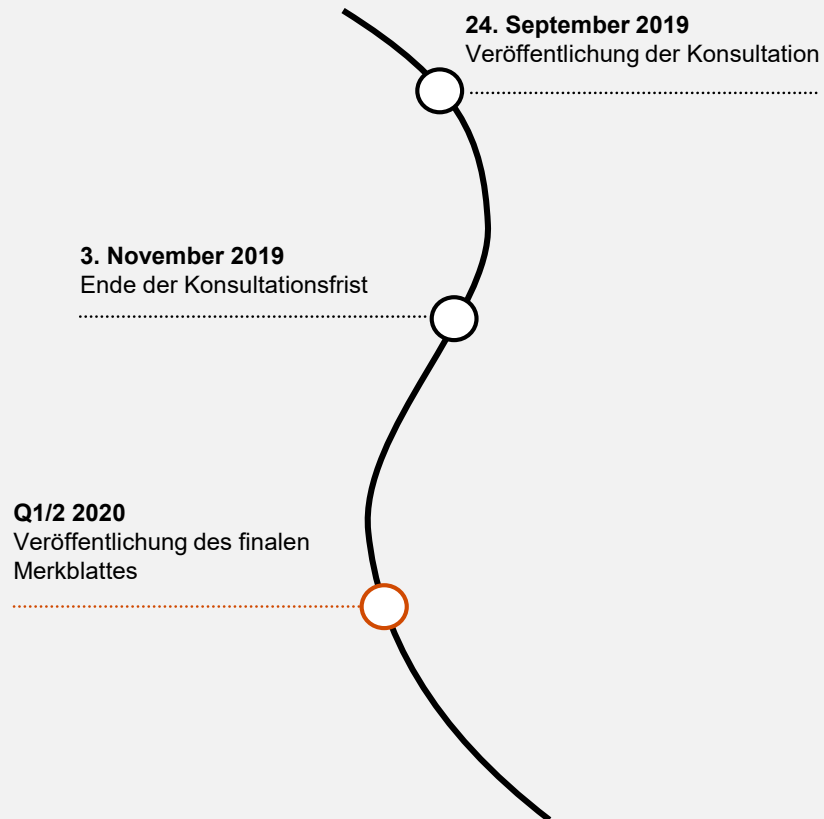 24. September 2019
Veröffentlichung der Konsultation
3. November 2019
Ende der Konsultationsfrist
Q1/2 2020
Veröffentlichung des finalen
Merkblattes